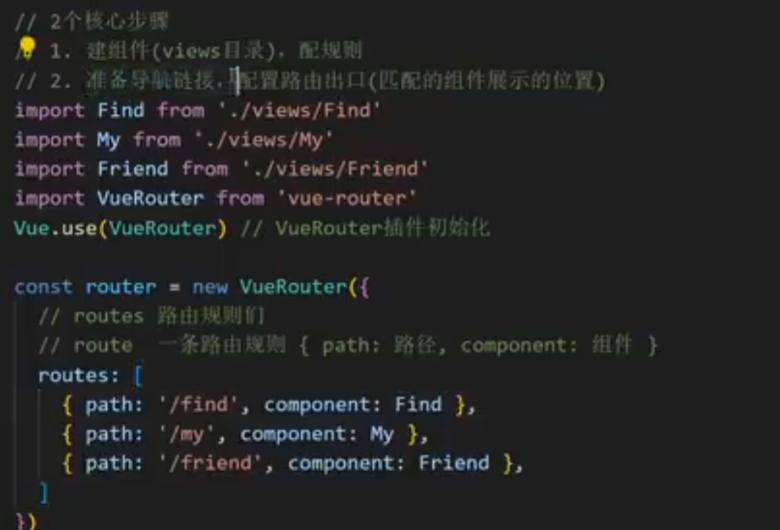 // 2个核心步骤
// 1. 建组件(views目录)，配规则
// 2. 准备导航链接，配置路由出口(匹配的组件展示的位置)
import Find from './views/Find'
import My from './views/My'
import Friend from './views/Friend'
import VueRouter from 'vue-router'
Vue.use(VueRouter) // VueRouter插件初始化
const router = new VueRouter({
// routes 路由规则们
// route 一条路由规则 { path: 路径, component: 组件 }
routes: [
{ path: '/find', component: Find },
{ path: '/my', component: My },
{ path: '/friend', component: Friend },
]
})